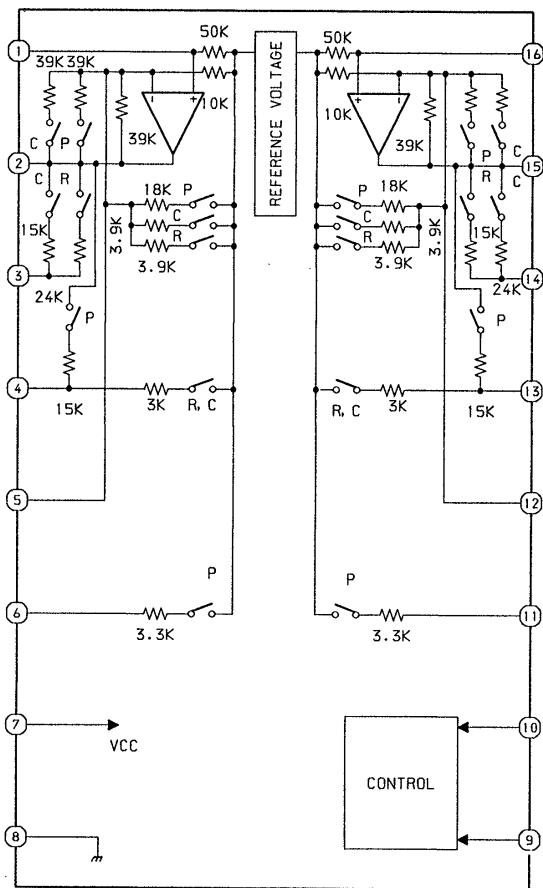 50K
50K
1
16
39K 39K
10K
REFERENCE VOLTAGE
10K
- +
+ -
39K
39K
C P
P C
2
15
C R
R C
18K P
P 18K
C
C
15K
3.9K
R
R
3.9K
15K
3.9K
3.9K
3
14
24K
24K
P
P
4
13
15K
3K
R, C
R, C
3K
15K
5
12
P
P
6
11
3.3K
3.3K
7
10
VCC
CONTROL
8
9